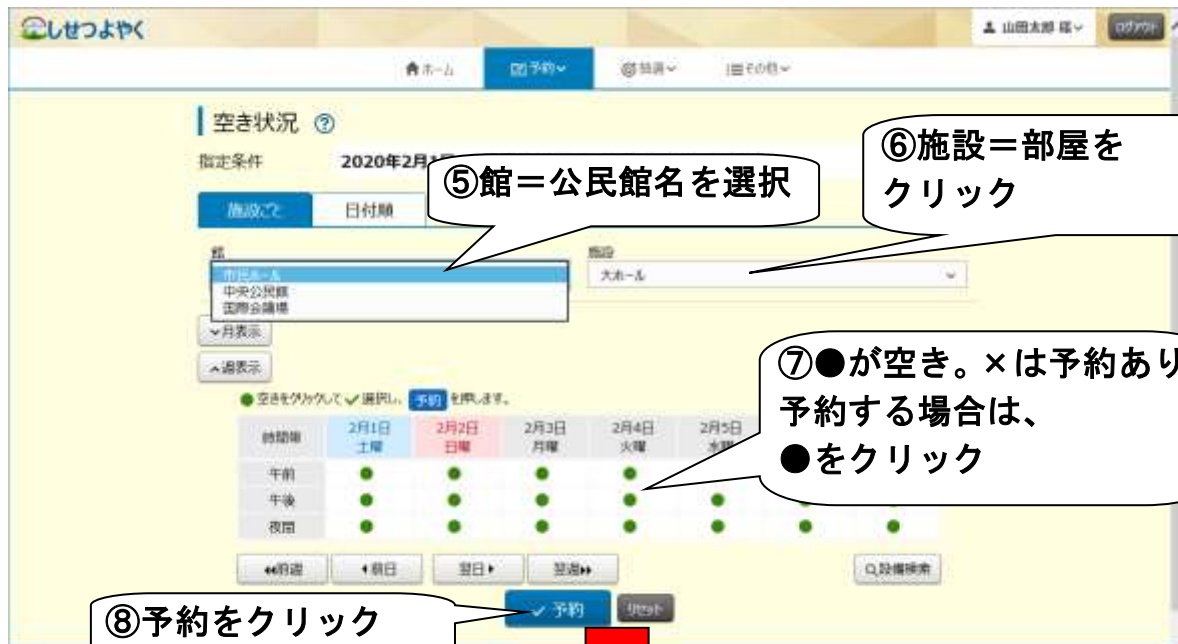 しせつよやく
山田太郎 様
ログアウト
ホーム 予約 抽選 その他
空き状況 ?
指定条件 2020年2月1日
⑤館=公民館名を選択
⑥施設=部屋を
クリック
施設ごと 日付順
館 施設
市民ホール 大ホール
中央公民館
国際会議場
月表示
週表示
⑦●が空き。×は予約あり
予約する場合は、
●をクリック
●空きをクリックして✓選択し、予約を押します。
時間帯 2月1日 2月2日 2月3日 2月4日 2月5日
土曜 日曜 月曜 火曜 水曜
午前 ● ● ● ●
午後 ● ● ● ● ● ● ●
夜間 ● ● ● ● ● ● ●
前週 前日 翌日 翌週 設備検索
✓ 予約 リセット
⑧予約をクリック